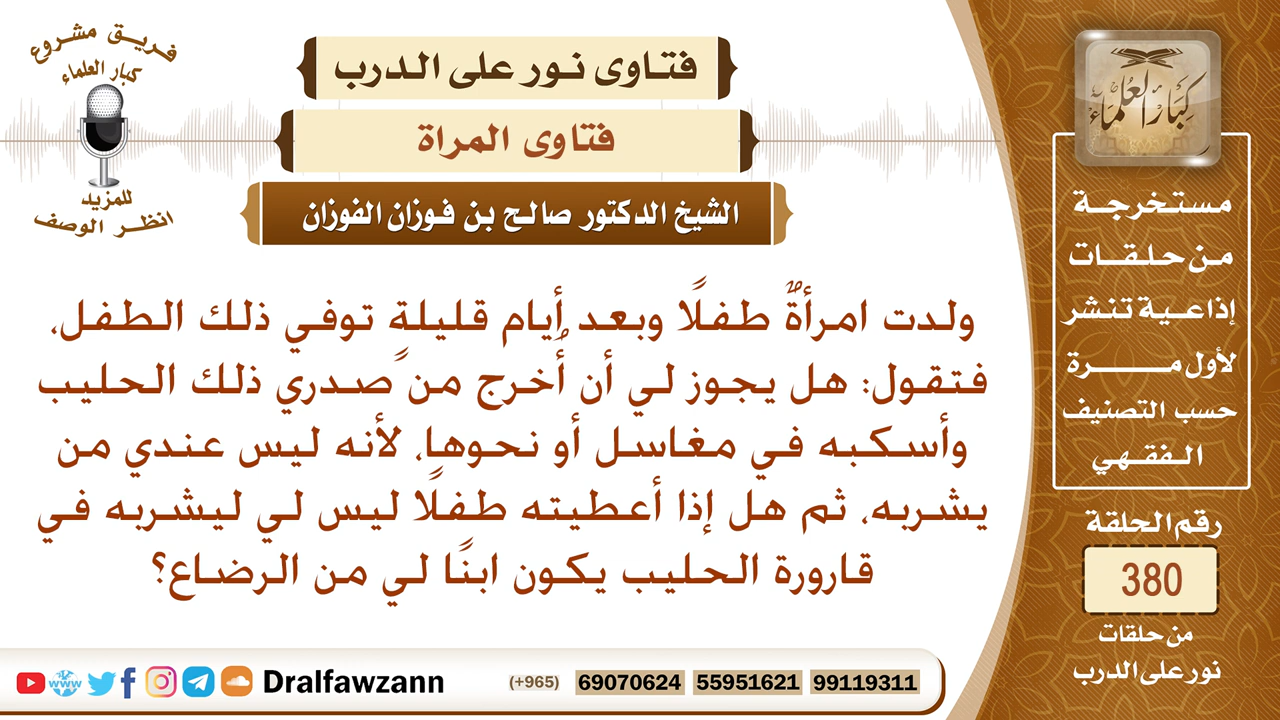 فريق مشروع
كبار العلماء
للمزيد
انظر الوصف
فتاوى نور على الدرب
فتاوى المراة
الشيخ الدكتور صالح بن فوزان الفوزان
ولدت امرأةٌ طفلًا وبعد أيام قليلةٍ توفي ذلك الطفل،
فتقول: هل يجوز لي أن أُخرج من صدري ذلك الحليب
وأسكبه في مغاسل أو نحوها، لأنه ليس عندي من
يشربه، ثم هل إذا أعطيته طفلًا ليس لي ليشربه في
قارورة الحليب يكون ابنًا لي من الرضاع؟
كبار العلماء
مستخرجة
من حلقات
إذاعية تنشر
لأول مرة
حسب التصنيف
الفقهي
رقم الحلقة
380
من حلقات
نور على الدرب
www Dralfawzann (+965) 69070624 55951621 99119311